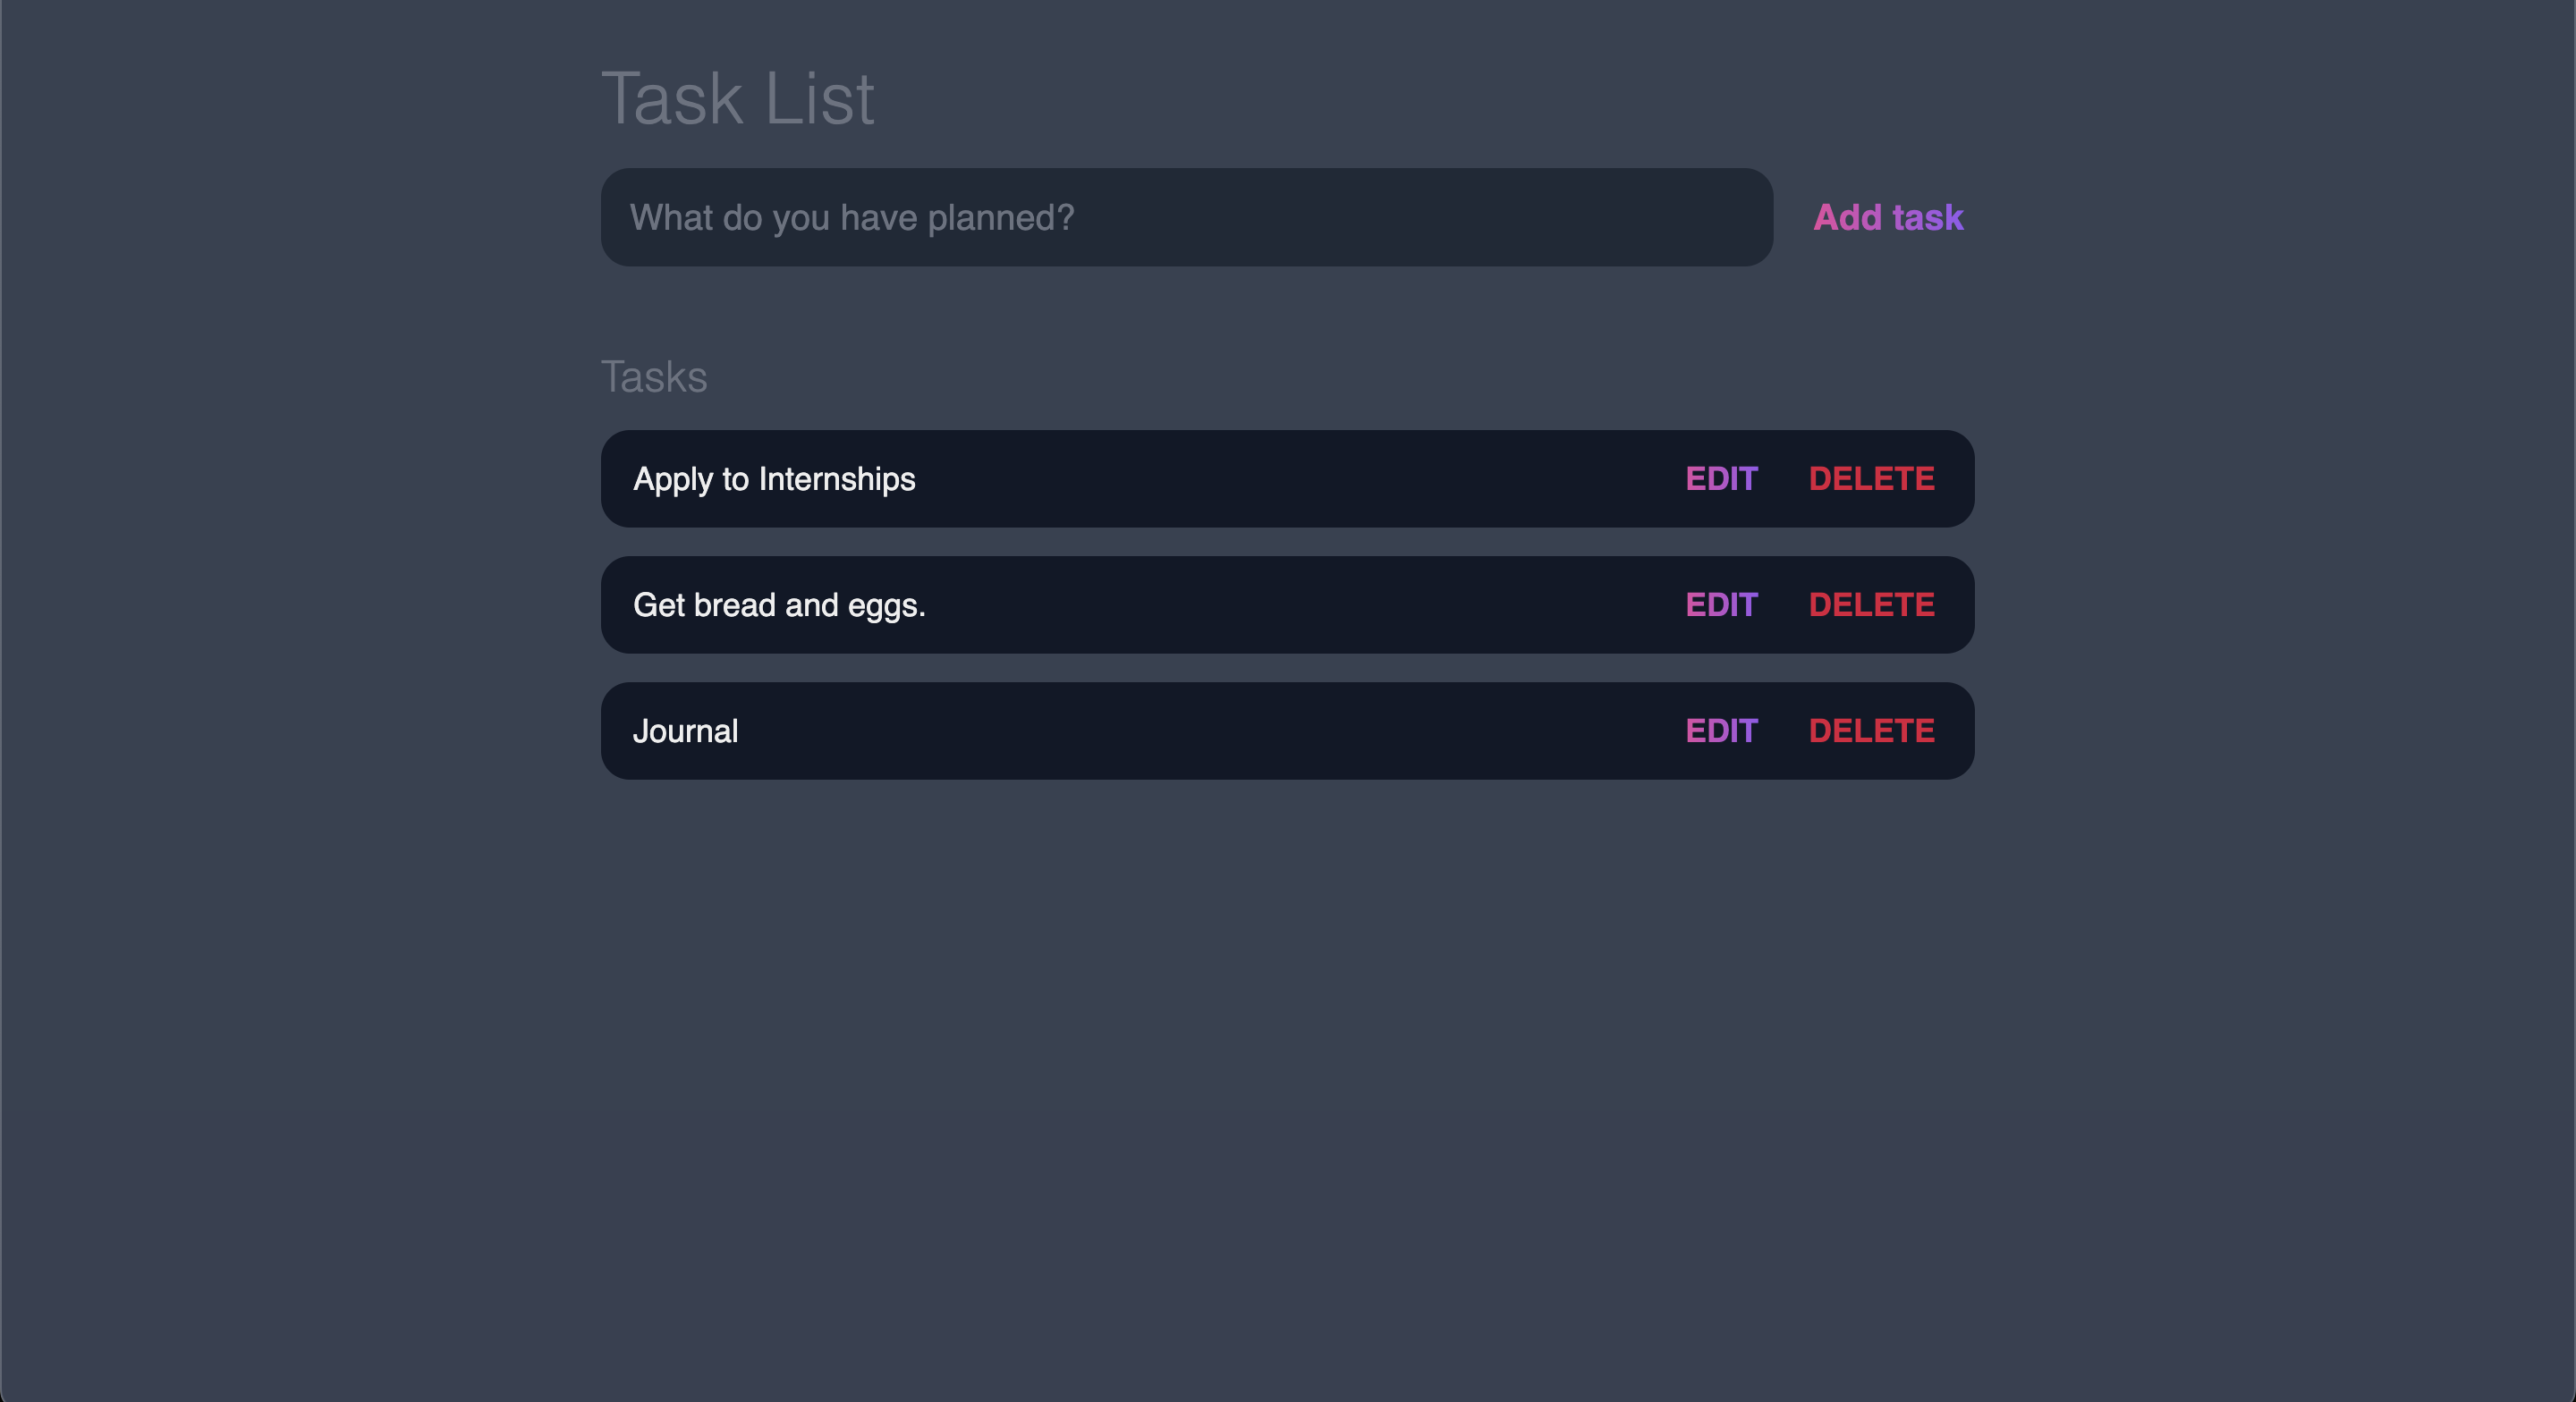 Task List
What do you have planned? Add task
Tasks
Apply to Internships EDIT DELETE
Get bread and eggs. EDIT DELETE
Journal EDIT DELETE